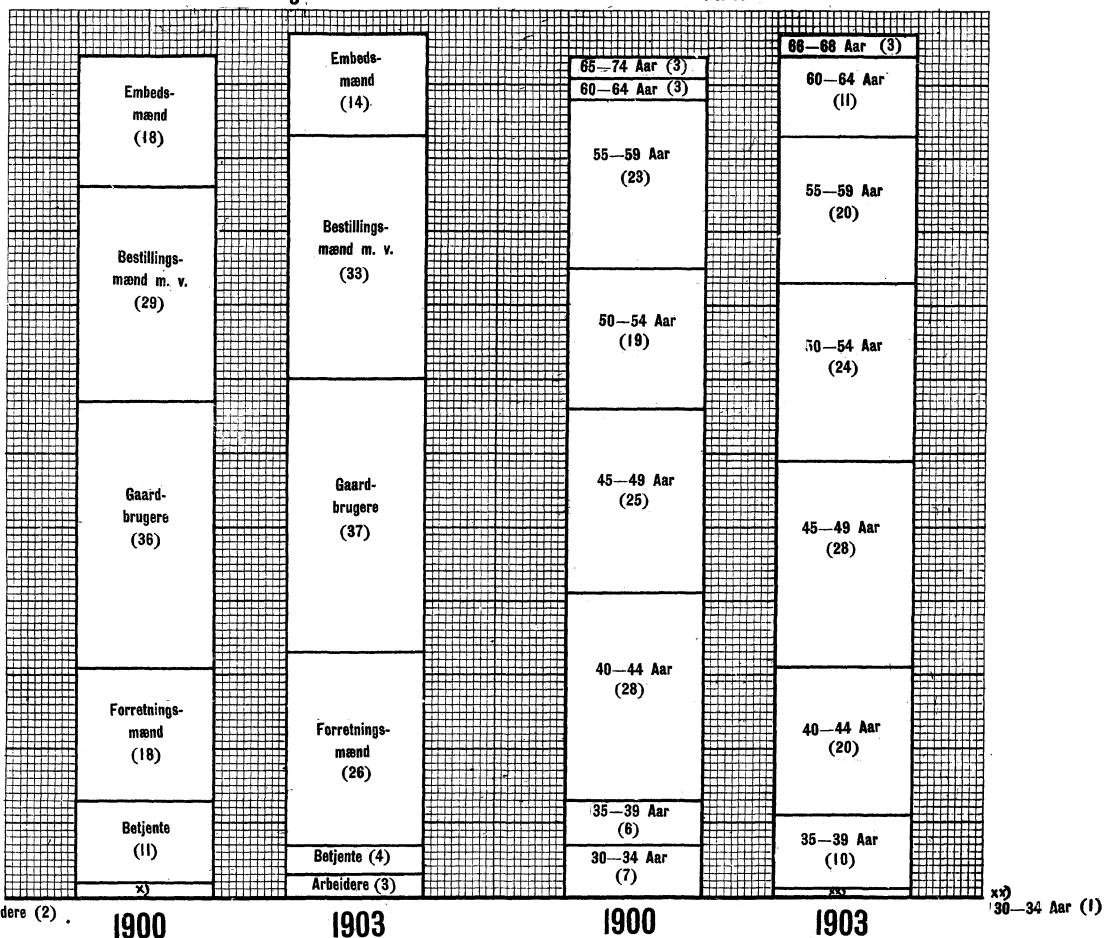 Embeds-
mænd
(18)
Bestillings-
mænd m. v.
(29)
Gaard-
brugere
(36)
Forretnings-
mænd
(18)
Betjente
(11)
x)
dere (2) .
1900
Embeds-
mænd
(14)
Bestillings-
mænd m. v.
(33)
Gaard-
brugere
(37)
Forretnings-
mænd
(26)
Betjente (4)
Arbeidere (3)
1903
65—74 Aar (3)
60—64 Aar (3)
55—59 Aar
(23)
50—54 Aar
(19)
45—49 Aar
(25)
40—44 Aar
(28)
35—39 Aar
(6)
30—34 Aar
(7)
1900
66—68 Aar (3)
60—64 Aar
(11)
55—59 Aar
(20)
50—54 Aar
(24)
45—49 Aar
(28)
40—44 Aar
(20)
35—39 Aar
(10)
xx)
1903
xx)
30—34 Aar (1)